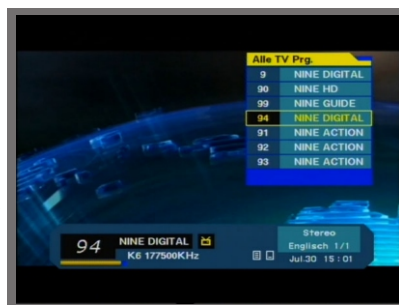 Alle TV Prg.
9 NINE DIGITAL
90 NINE HD
99 NINE GUIDE
94 NINE DIGITAL
91 NINE ACTION
92 NINE ACTION
93 NINE ACTION
94 NINE DIGITAL
K6 177500KHz
Stereo
Englisch 1/1
Jul.30 15:01